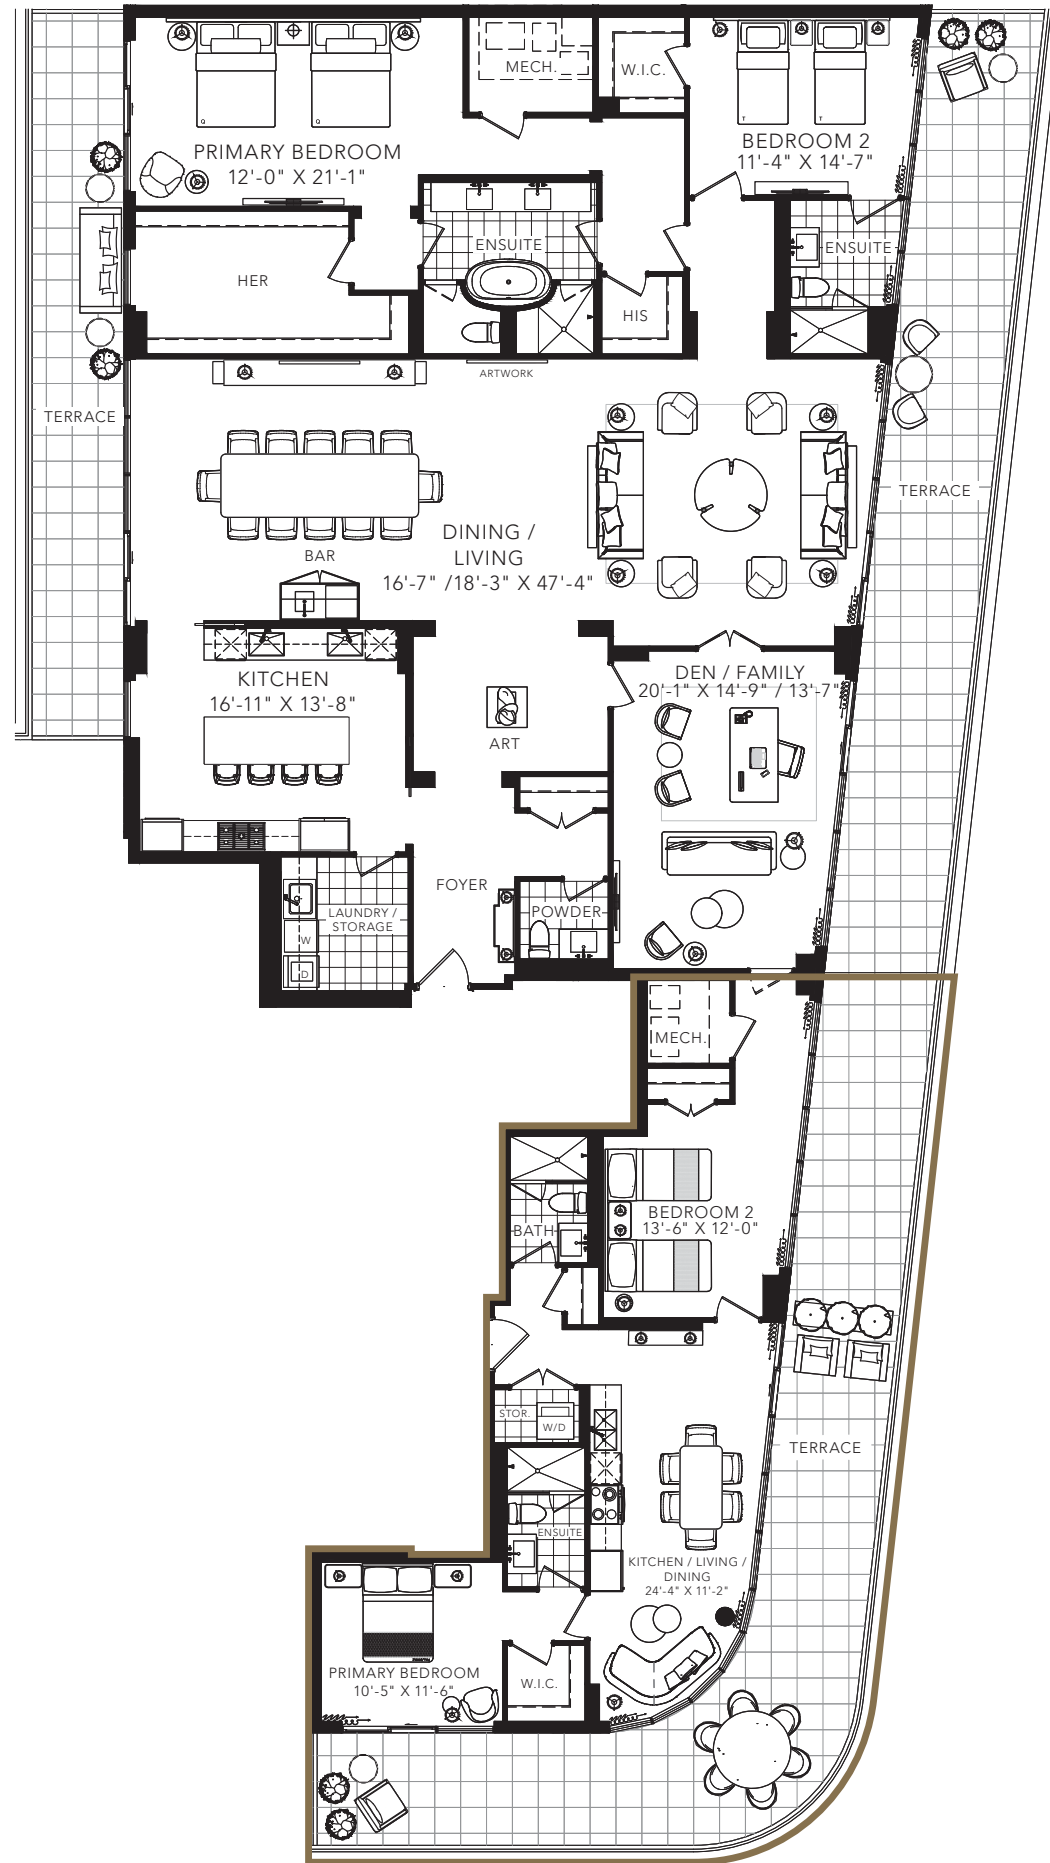 MECH.
W.I.C.
PRIMARY BEDROOM
12'-0" X 21'-1"
BEDROOM 2
11'-4" X 14'-7"
ENSUITE
ENSUITE
HER
HIS
ARTWORK
TERRACE
TERRACE
DINING /
LIVING
16'-7" /18'-3" X 47'-4"
BAR
KITCHEN
16'-11" X 13'-8"
DEN / FAMILY
20'-1" X 14'-9" / 13'-7"
ART
FOYER
POWDER
LAUNDRY /
STORAGE
W
D
MECH.
BEDROOM 2
13'-6" X 12'-0"
BATH
STOR.
W/D
TERRACE
ENSUITE
KITCHEN / LIVING /
DINING
24'-4" X 11'-2"
PRIMARY BEDROOM
10'-5" X 11'-6"
W.I.C.